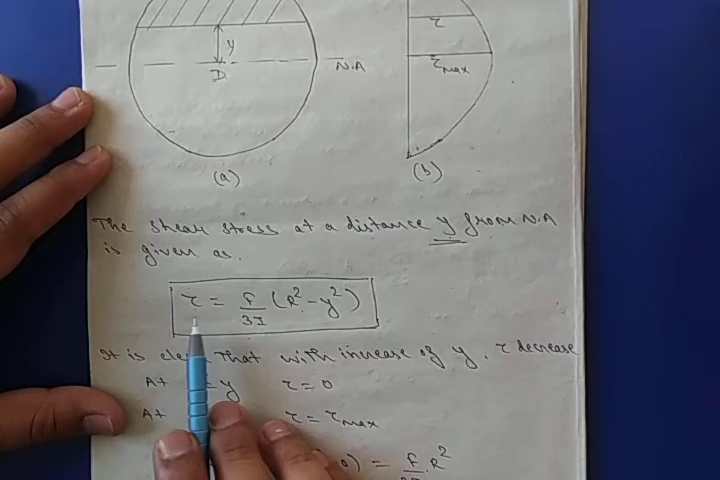 y
τ
D.
N.A
τmax
(a)
(b)
The shear stress at a distance y from N.A
is given as.
τ = F/3I (R² - y²)
It is that with increase of y, τ decrease
At = y τ = 0
At τ = τmax
0) = F R²